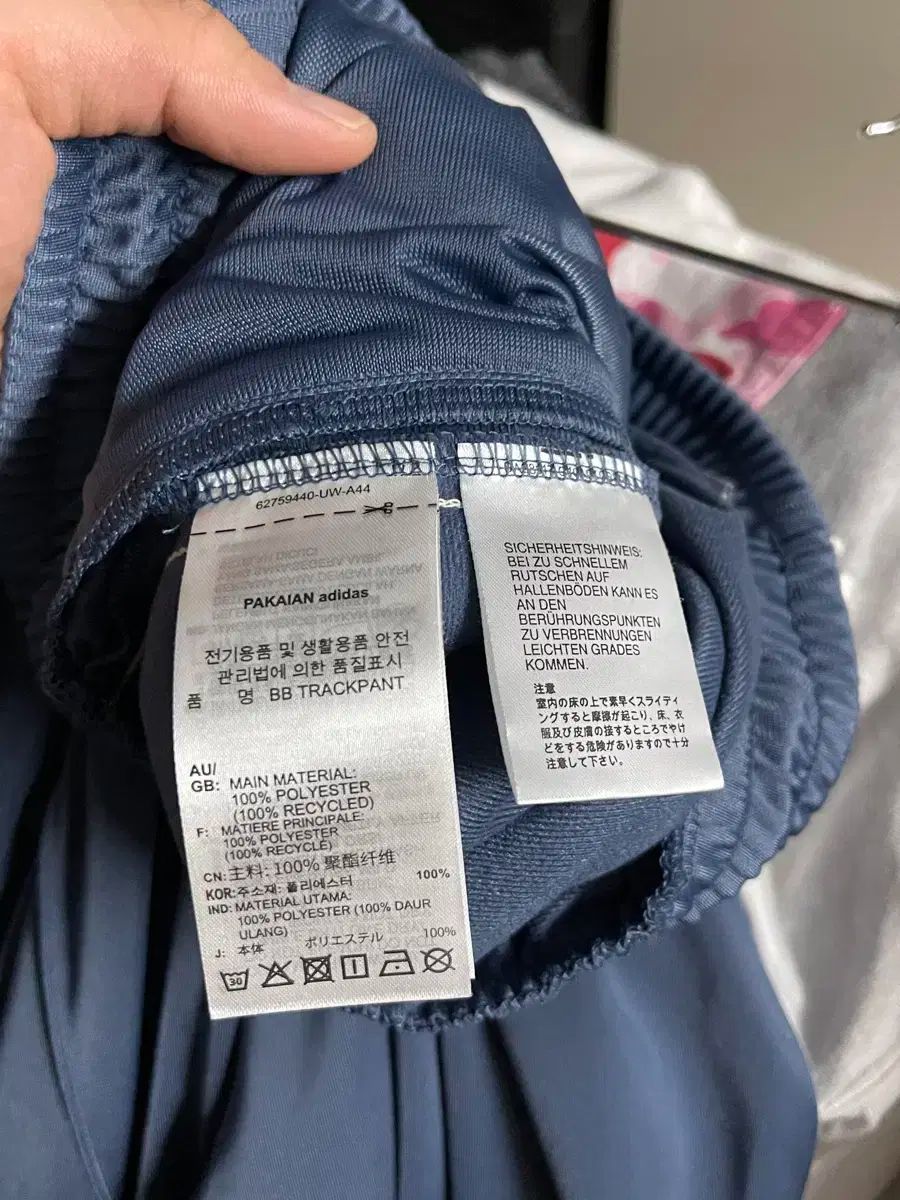 62759440-UW-A44
PAKAIAN adidas
전기용품 및 생활용품 안전
관리법에 의한 품질표시
품 명 BB TRACKPANT
AU/
GB: MAIN MATERIAL:
100% POLYESTER
(100% RECYCLED)
F: MATIERE PRINCIPALE:
100% POLYESTER
(100% RECYCLÉ)
CN: 主料: 100% 聚酯纤维
KOR: 주소재: 폴리에스터 100%
IND: MATERIAL UTAMA:
100% POLYESTER (100% DAUR
ULANG)
J: 本体 ポリエステル 100%
30
SICHERHEITSHINWEIS:
BEI ZU SCHNELLEM
RUTSCHEN AUF
HALLENBÖDEN KANN ES
AN DEN
BERÜHRUNGSPUNKTEN
ZU VERBRENNUNGEN
LEICHTEN GRADES
KOMMEN.
注意
室内の床の上で素早くスライディ
ングすると摩擦が起こり、床、衣
服及び皮膚の接するところでやけ
どをする危険がありますので十分
注意して下さい。